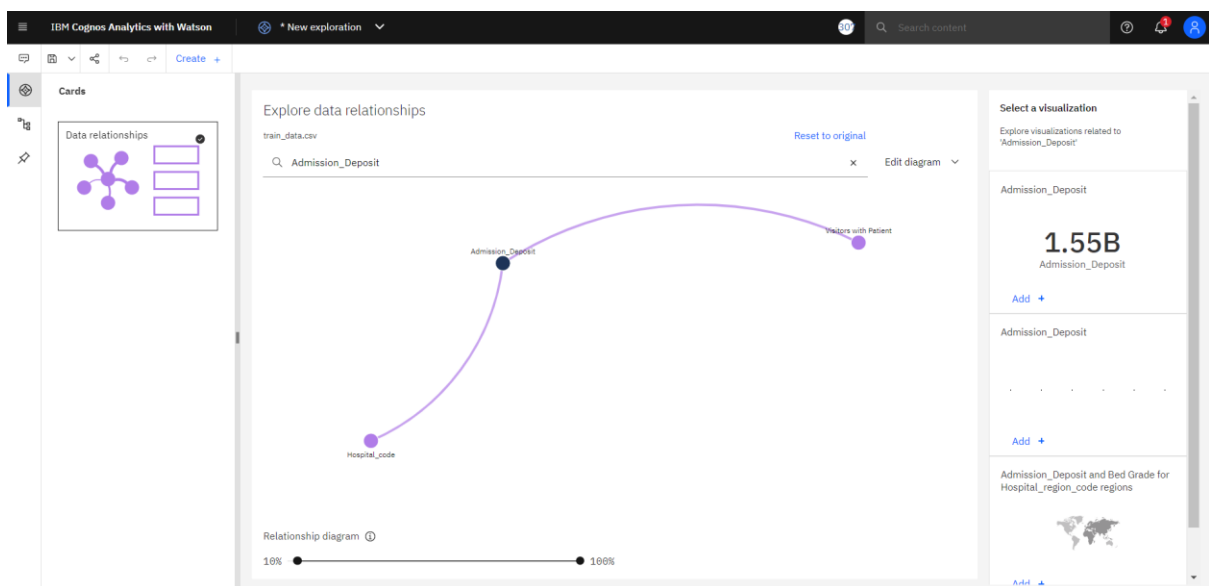 IBM Cognos Analytics with Watson
* New exploration
Search content
1
Create +
Cards
Data relationships
Explore data relationships
train_data.csv
Reset to original
Admission_Deposit
Edit diagram
Visitors with Patient
Admission_Deposit
Hospital_code
Relationship diagram
10%
100%
Select a visualization
Explore visualizations related to
'Admission_Deposit'
Admission_Deposit
1.55B
Admission_Deposit
Add +
Admission_Deposit
Add +
Admission_Deposit and Bed Grade for
Hospital_region_code regions
Add +